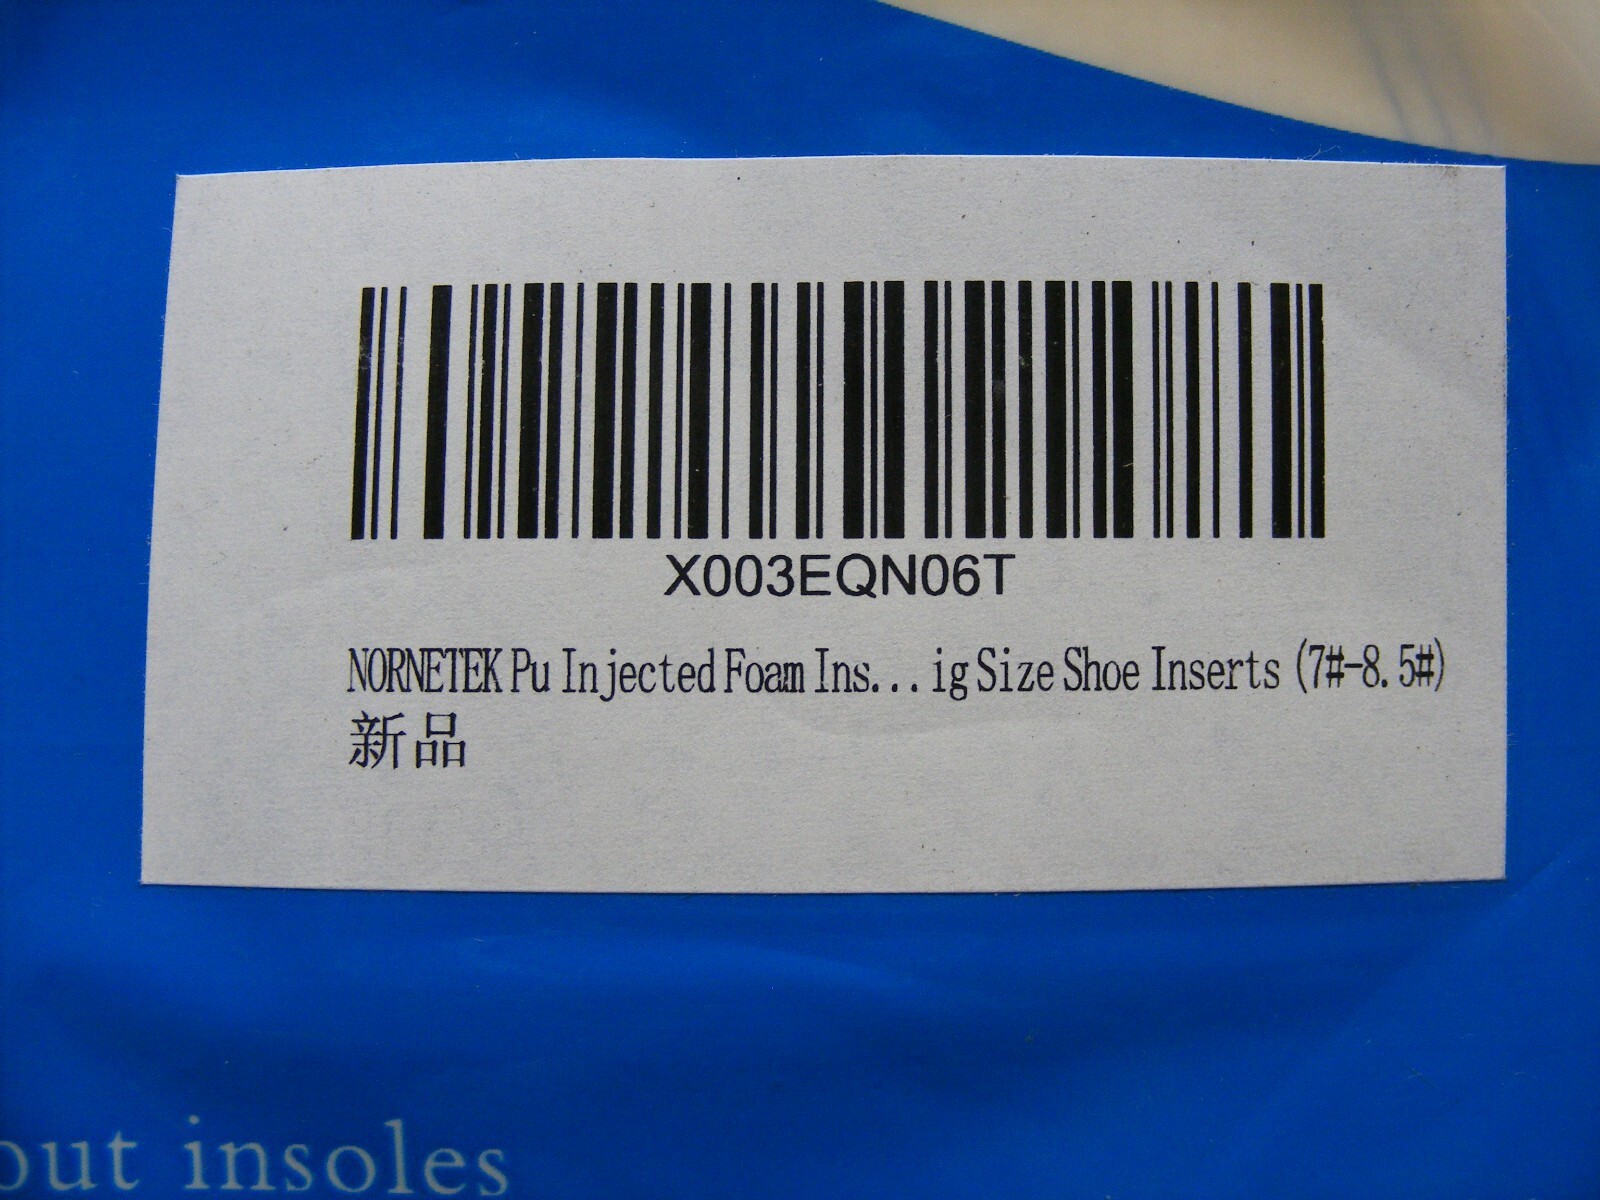 X003EQN06T
NORNETEK Pu Injected Foam Ins...ig Size Shoe Inserts (7#-8.5#)
新品
out insoles